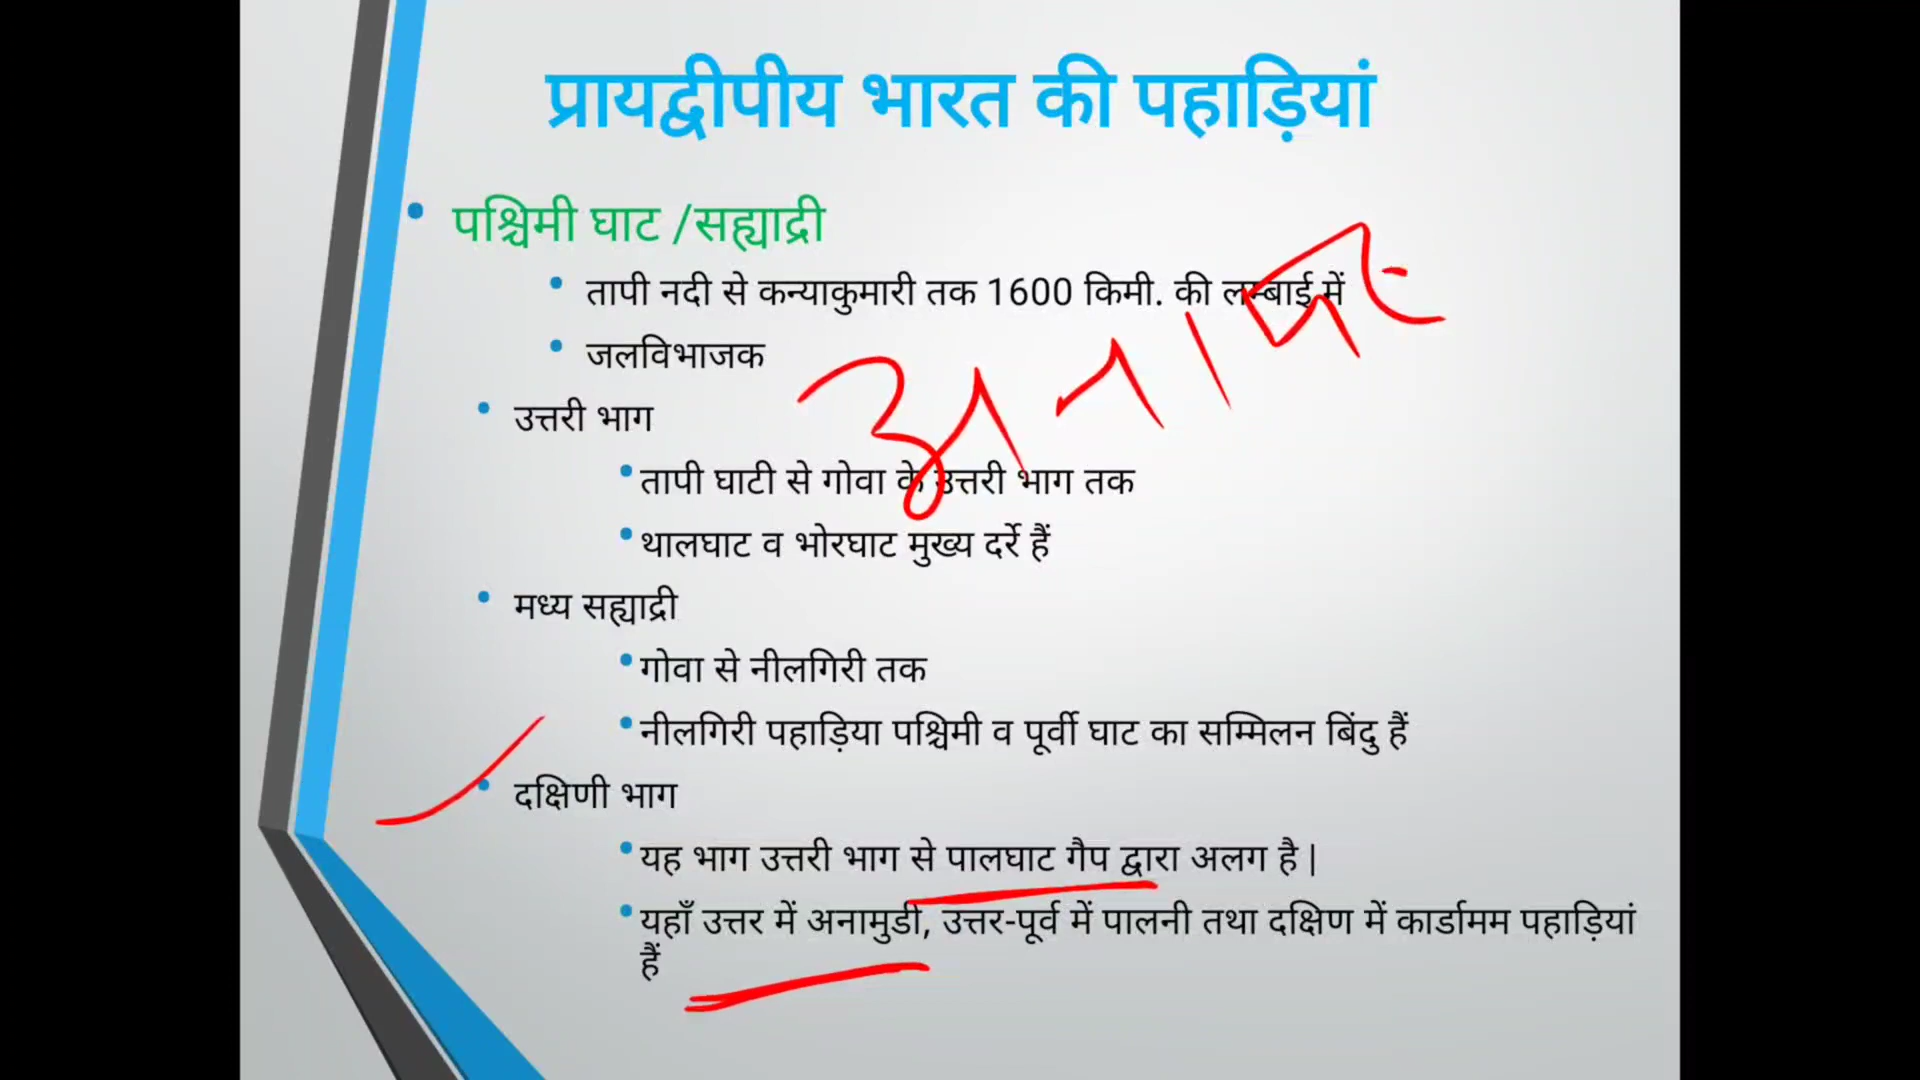 प्रायद्वीपीय भारत की पहाड़ियां
पश्चिमी घाट /सह्याद्री
तापी नदी से कन्याकुमारी तक 1600 किमी. की लम्बाई में
जलविभाजक
उत्तरी भाग
तापी घाटी से गोवा के उत्तरी भाग तक
थालघाट व भोरघाट मुख्य दर्रे हैं
मध्य सह्याद्री
गोवा से नीलगिरी तक
नीलगिरी पहाड़िया पश्चिमी व पूर्वी घाट का सम्मिलन बिंदु हैं
दक्षिणी भाग
यह भाग उत्तरी भाग से पालघाट गैप द्वारा अलग है |
यहाँ उत्तर में अनामुडी, उत्तर-पूर्व में पालनी तथा दक्षिण में कार्डामम पहाड़ियां
हैं